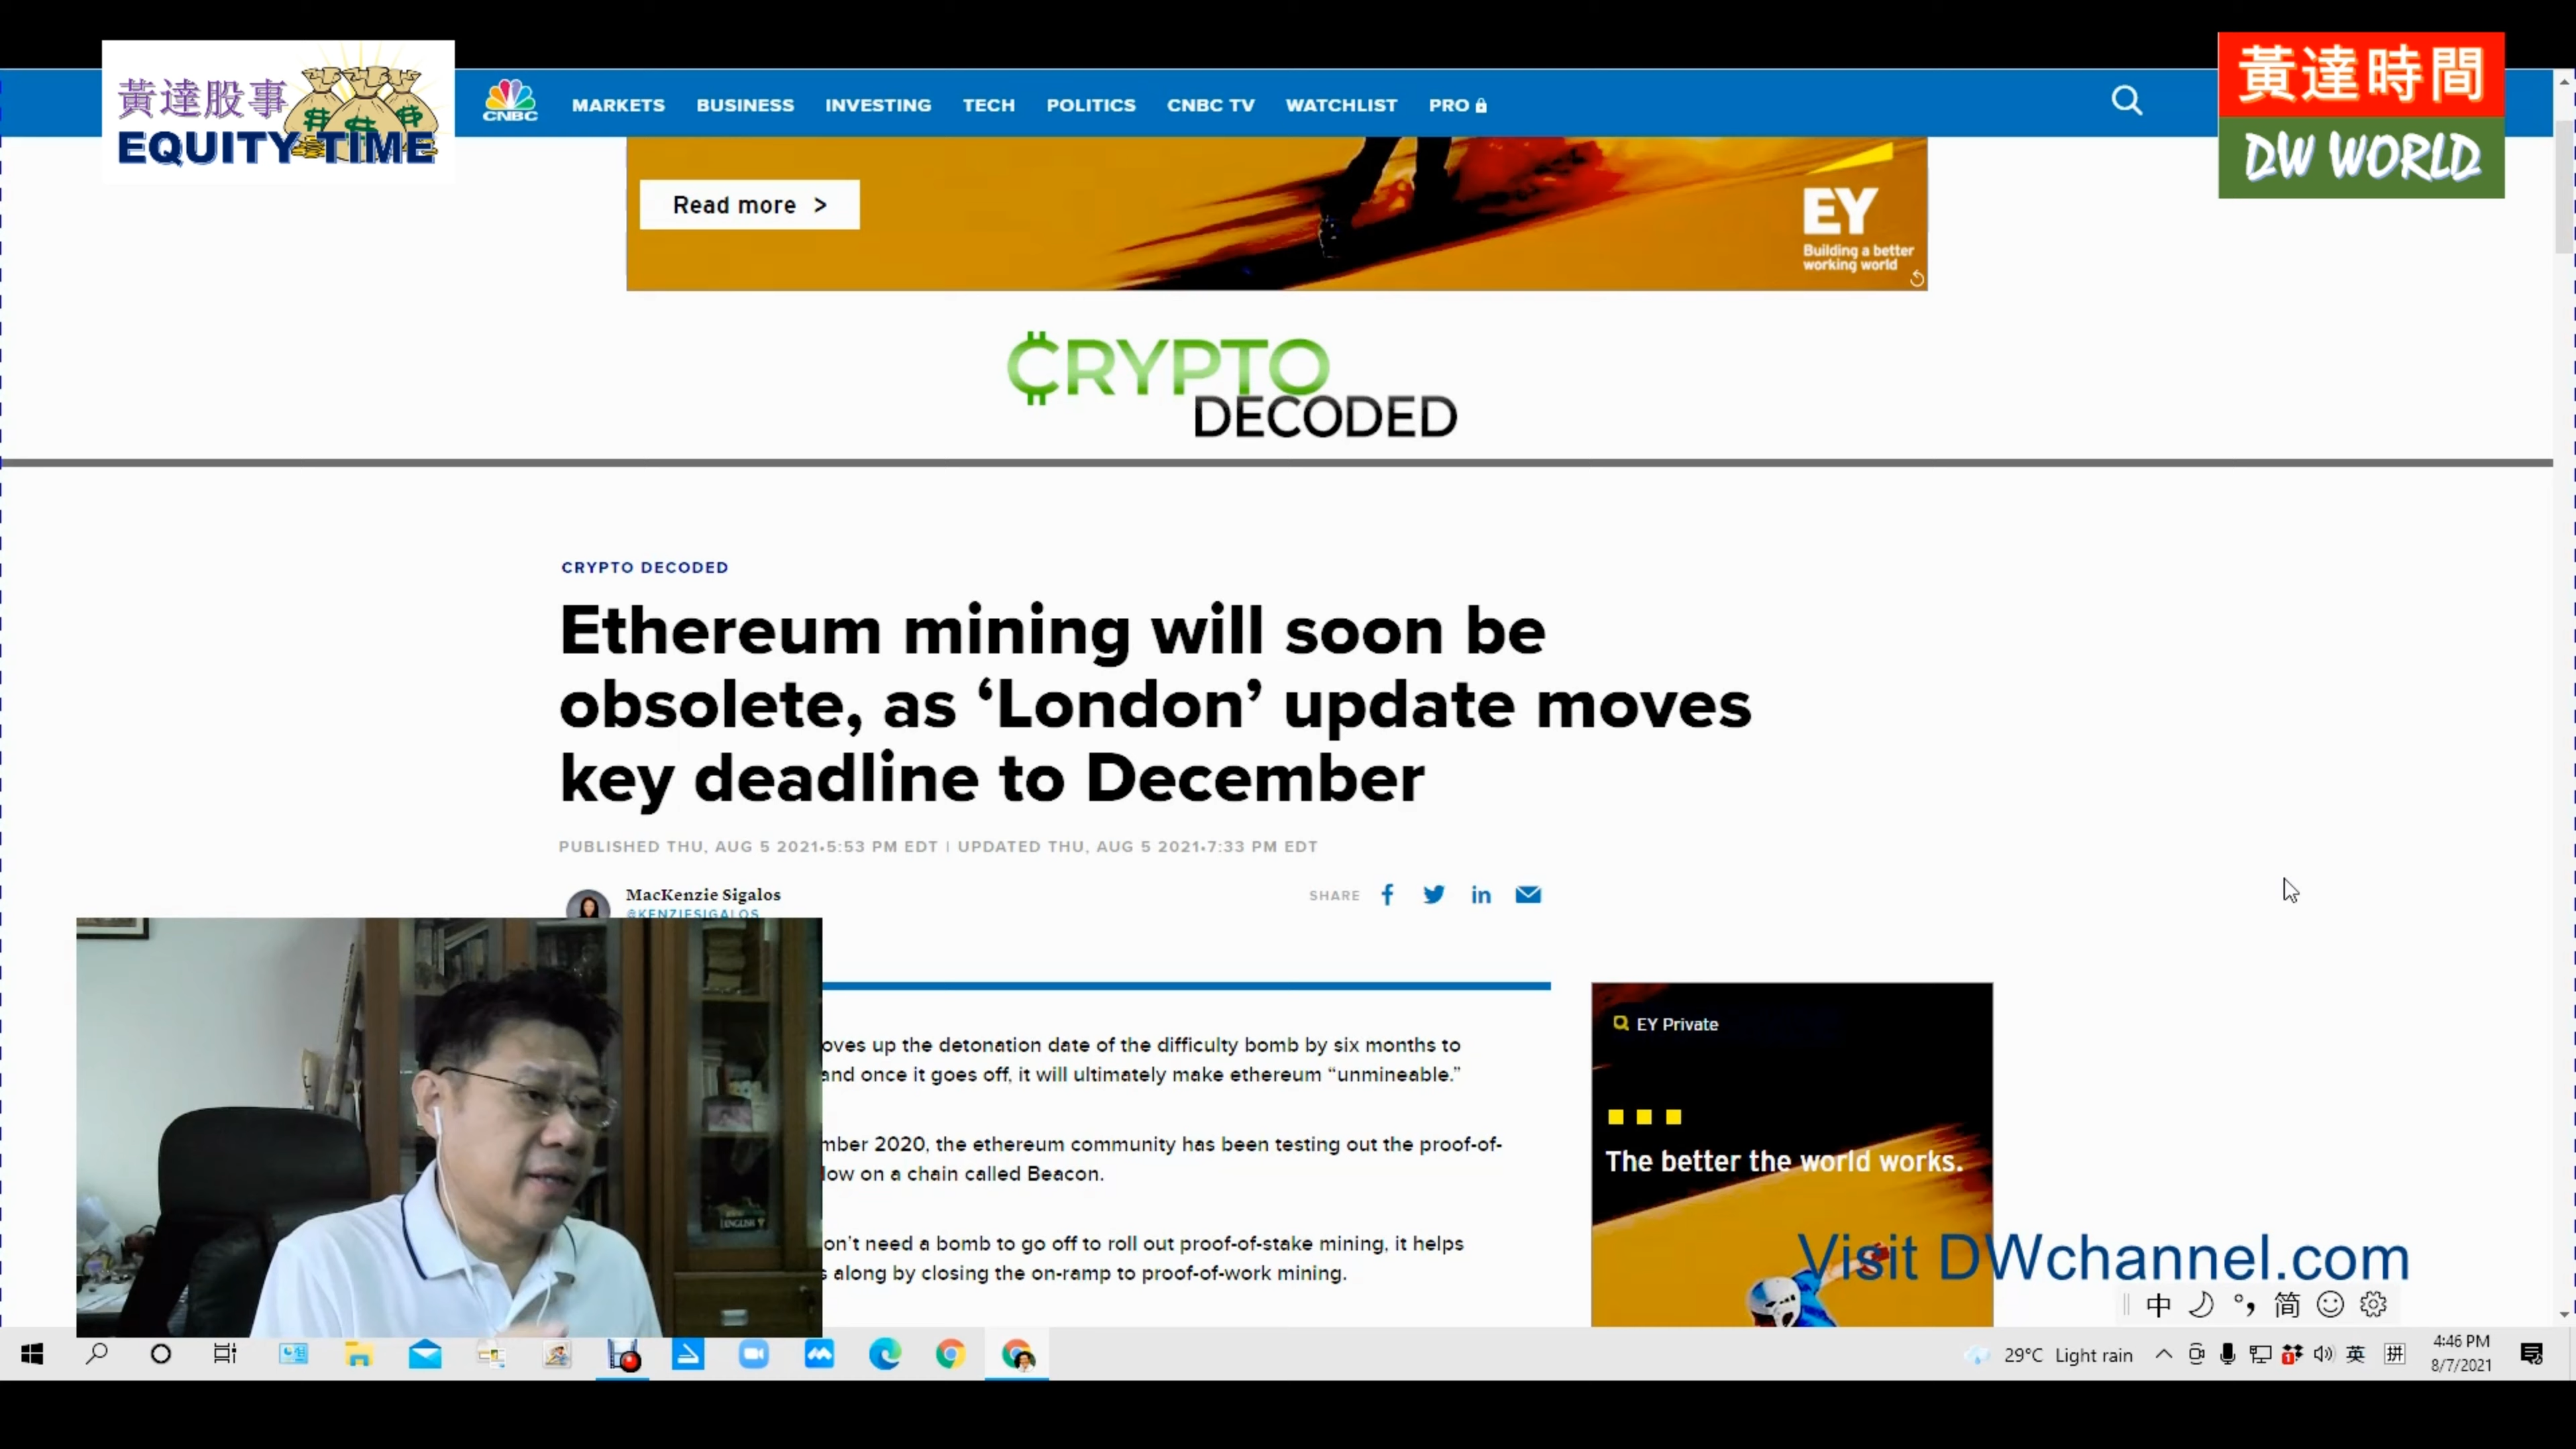 黃達股事
EQUITY TIME
CNBC
MARKETS BUSINESS INVESTING TECH POLITICS CNBC TV WATCHLIST PRO
黃達時間
DW WORLD
Read more >
EY
Building a better
working world
CRYPTO
DECODED
CRYPTO DECODED
Ethereum mining will soon be
obsolete, as ‘London’ update moves
key deadline to December
PUBLISHED THU, AUG 5 2021•5:53 PM EDT | UPDATED THU, AUG 5 2021•7:33 PM EDT
MacKenzie Sigalos
@KENZIESIGALOS
SHARE
oves up the detonation date of the difficulty bomb by six months to
and once it goes off, it will ultimately make ethereum “unmineable.”
mber 2020, the ethereum community has been testing out the proof-of-
low on a chain called Beacon.
on’t need a bomb to go off to roll out proof-of-stake mining, it helps
s along by closing the on-ramp to proof-of-work mining.
ENGLISH
EY Private
The better the world works.
Visit DWchannel.com
中 简
29°C Light rain
1
英
拼
4:46 PM
8/7/2021